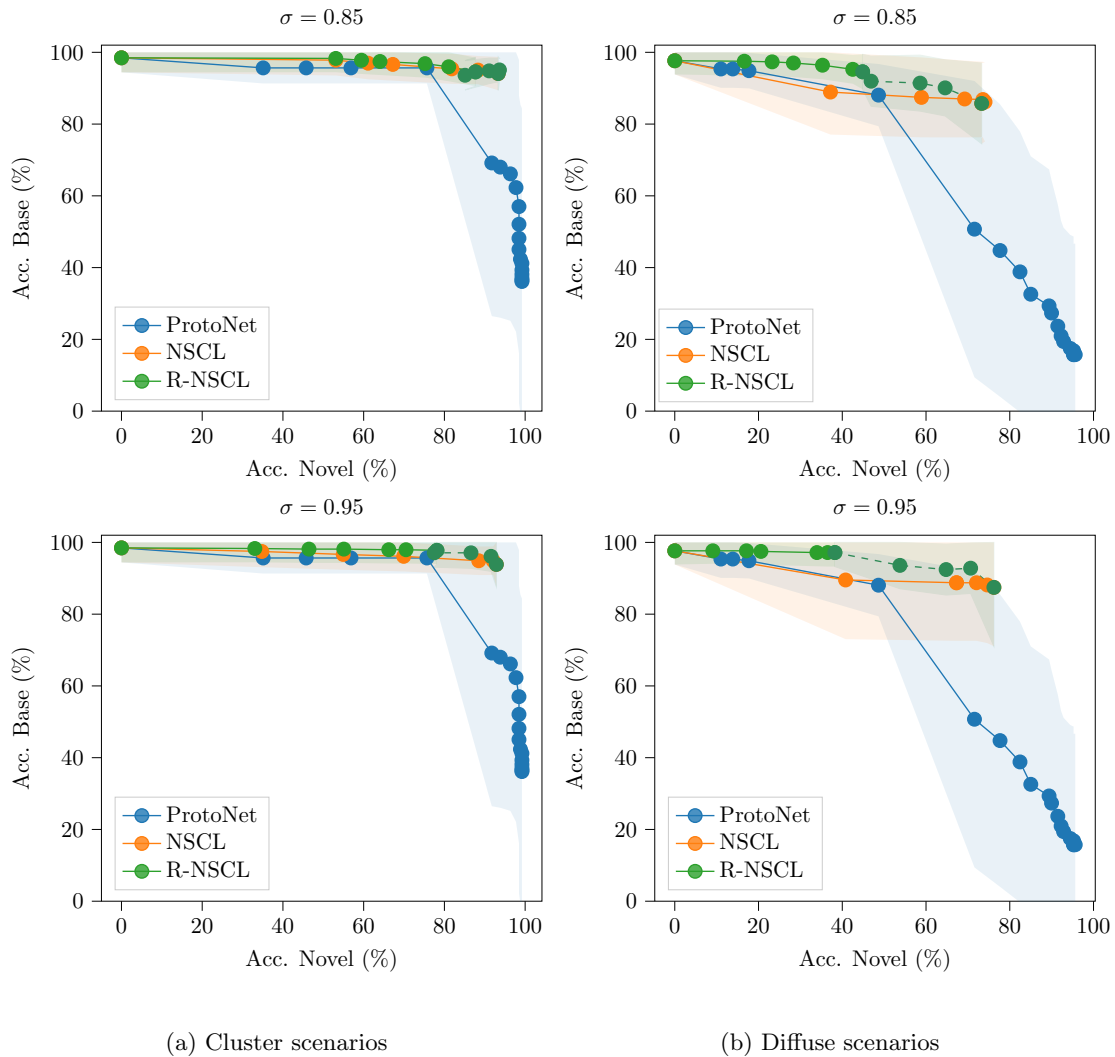 σ = 0.85
100
80
60
40
20
0
Acc. Base (%)
ProtoNet
NSCL
R-NSCL
0 20 40 60 80 100
Acc. Novel (%)
σ = 0.85
100
80
60
40
20
0
Acc. Base (%)
ProtoNet
NSCL
R-NSCL
0 20 40 60 80 100
Acc. Novel (%)
σ = 0.95
100
80
60
40
20
0
Acc. Base (%)
ProtoNet
NSCL
R-NSCL
0 20 40 60 80 100
Acc. Novel (%)
σ = 0.95
100
80
60
40
20
0
Acc. Base (%)
ProtoNet
NSCL
R-NSCL
0 20 40 60 80 100
Acc. Novel (%)
(a) Cluster scenarios
(b) Diffuse scenarios